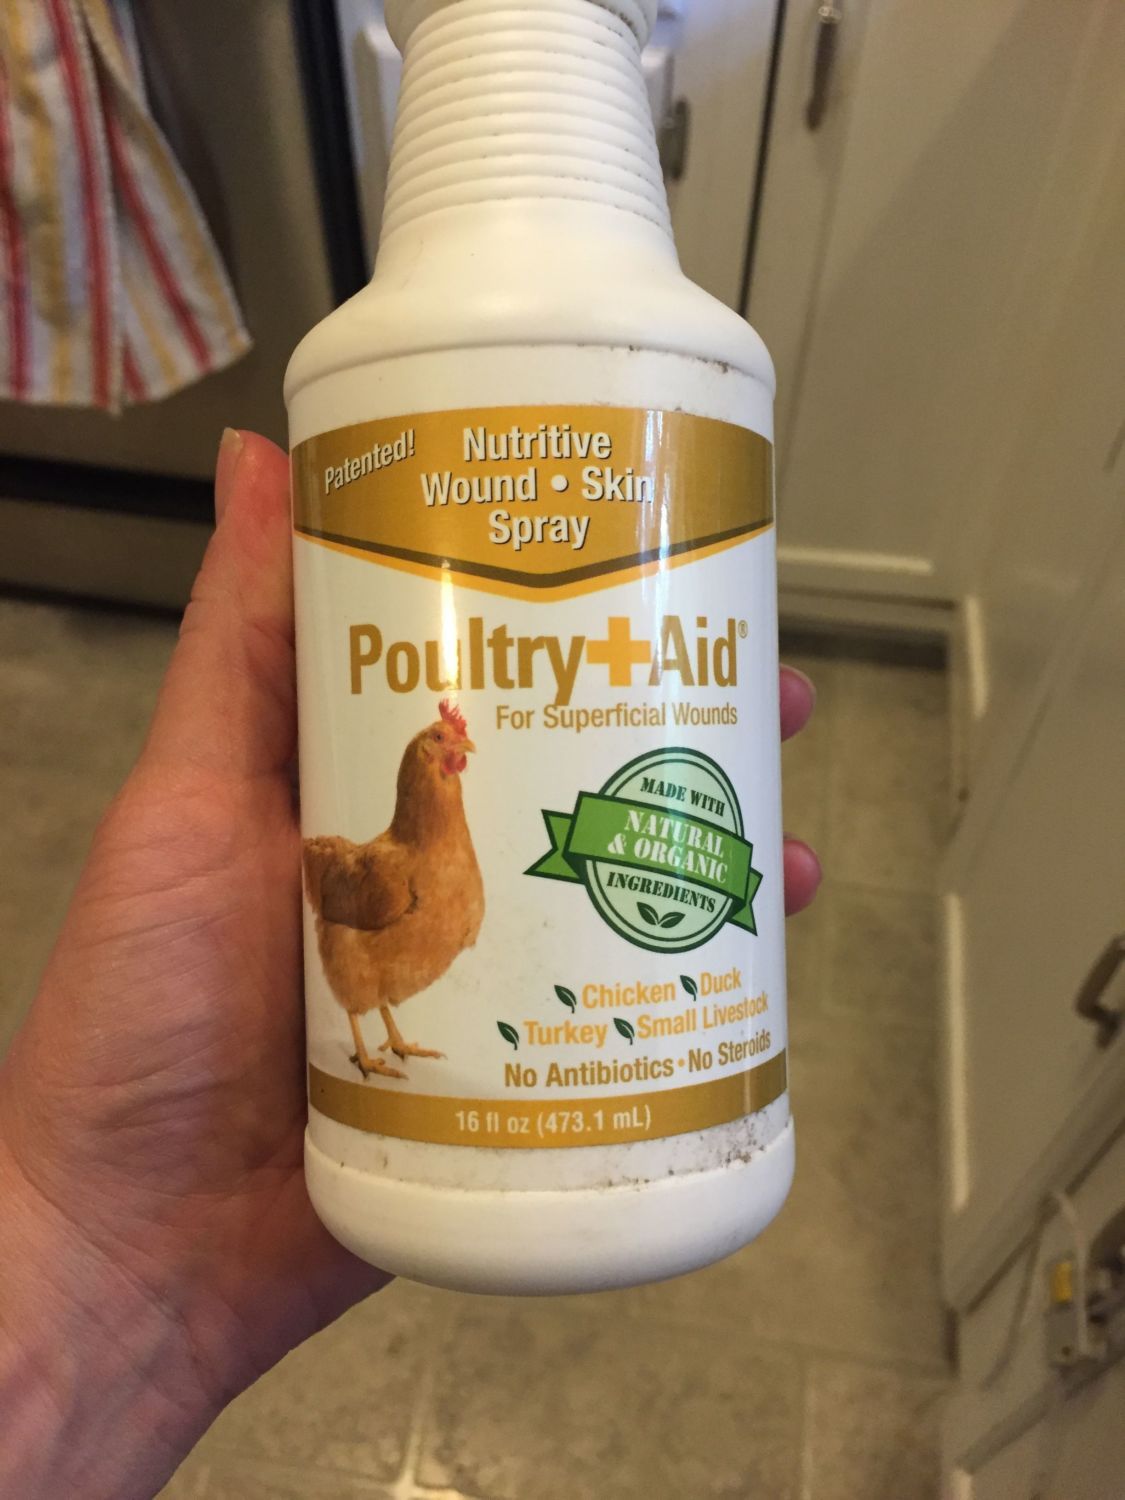 Patented!
Nutritive
Wound • Skin
Spray
Poultry+Aid®
For Superficial Wounds
MADE WITH
NATURAL
& ORGANIC
INGREDIENTS
Chicken Duck
Turkey Small Livestock
No Antibiotics • No Steroids
16 fl oz (473.1 mL)